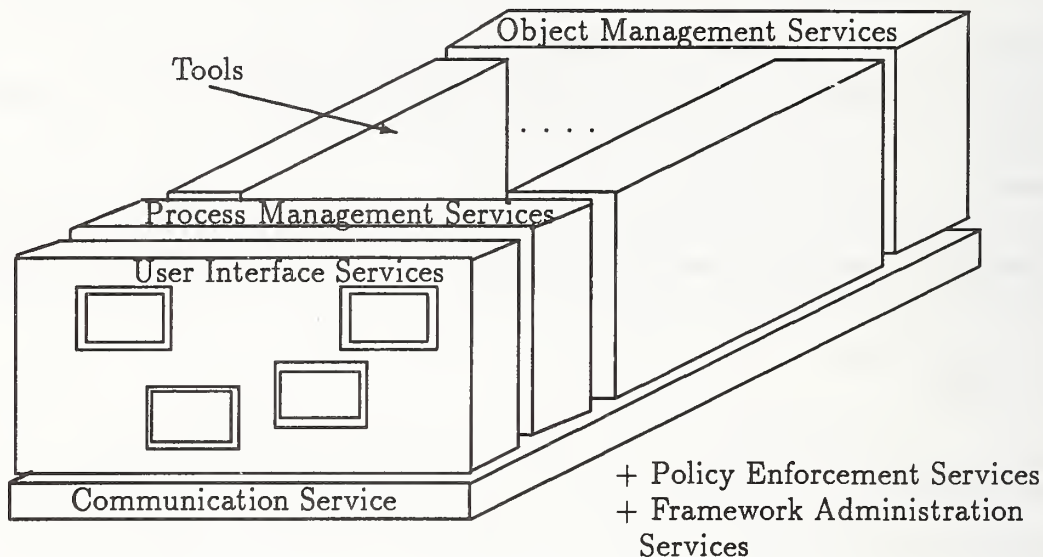 Object Management Services
Tools
. . . .
Process Management Services
User Interface Services
Communication Service
+ Policy Enforcement Services
+ Framework Administration
Services